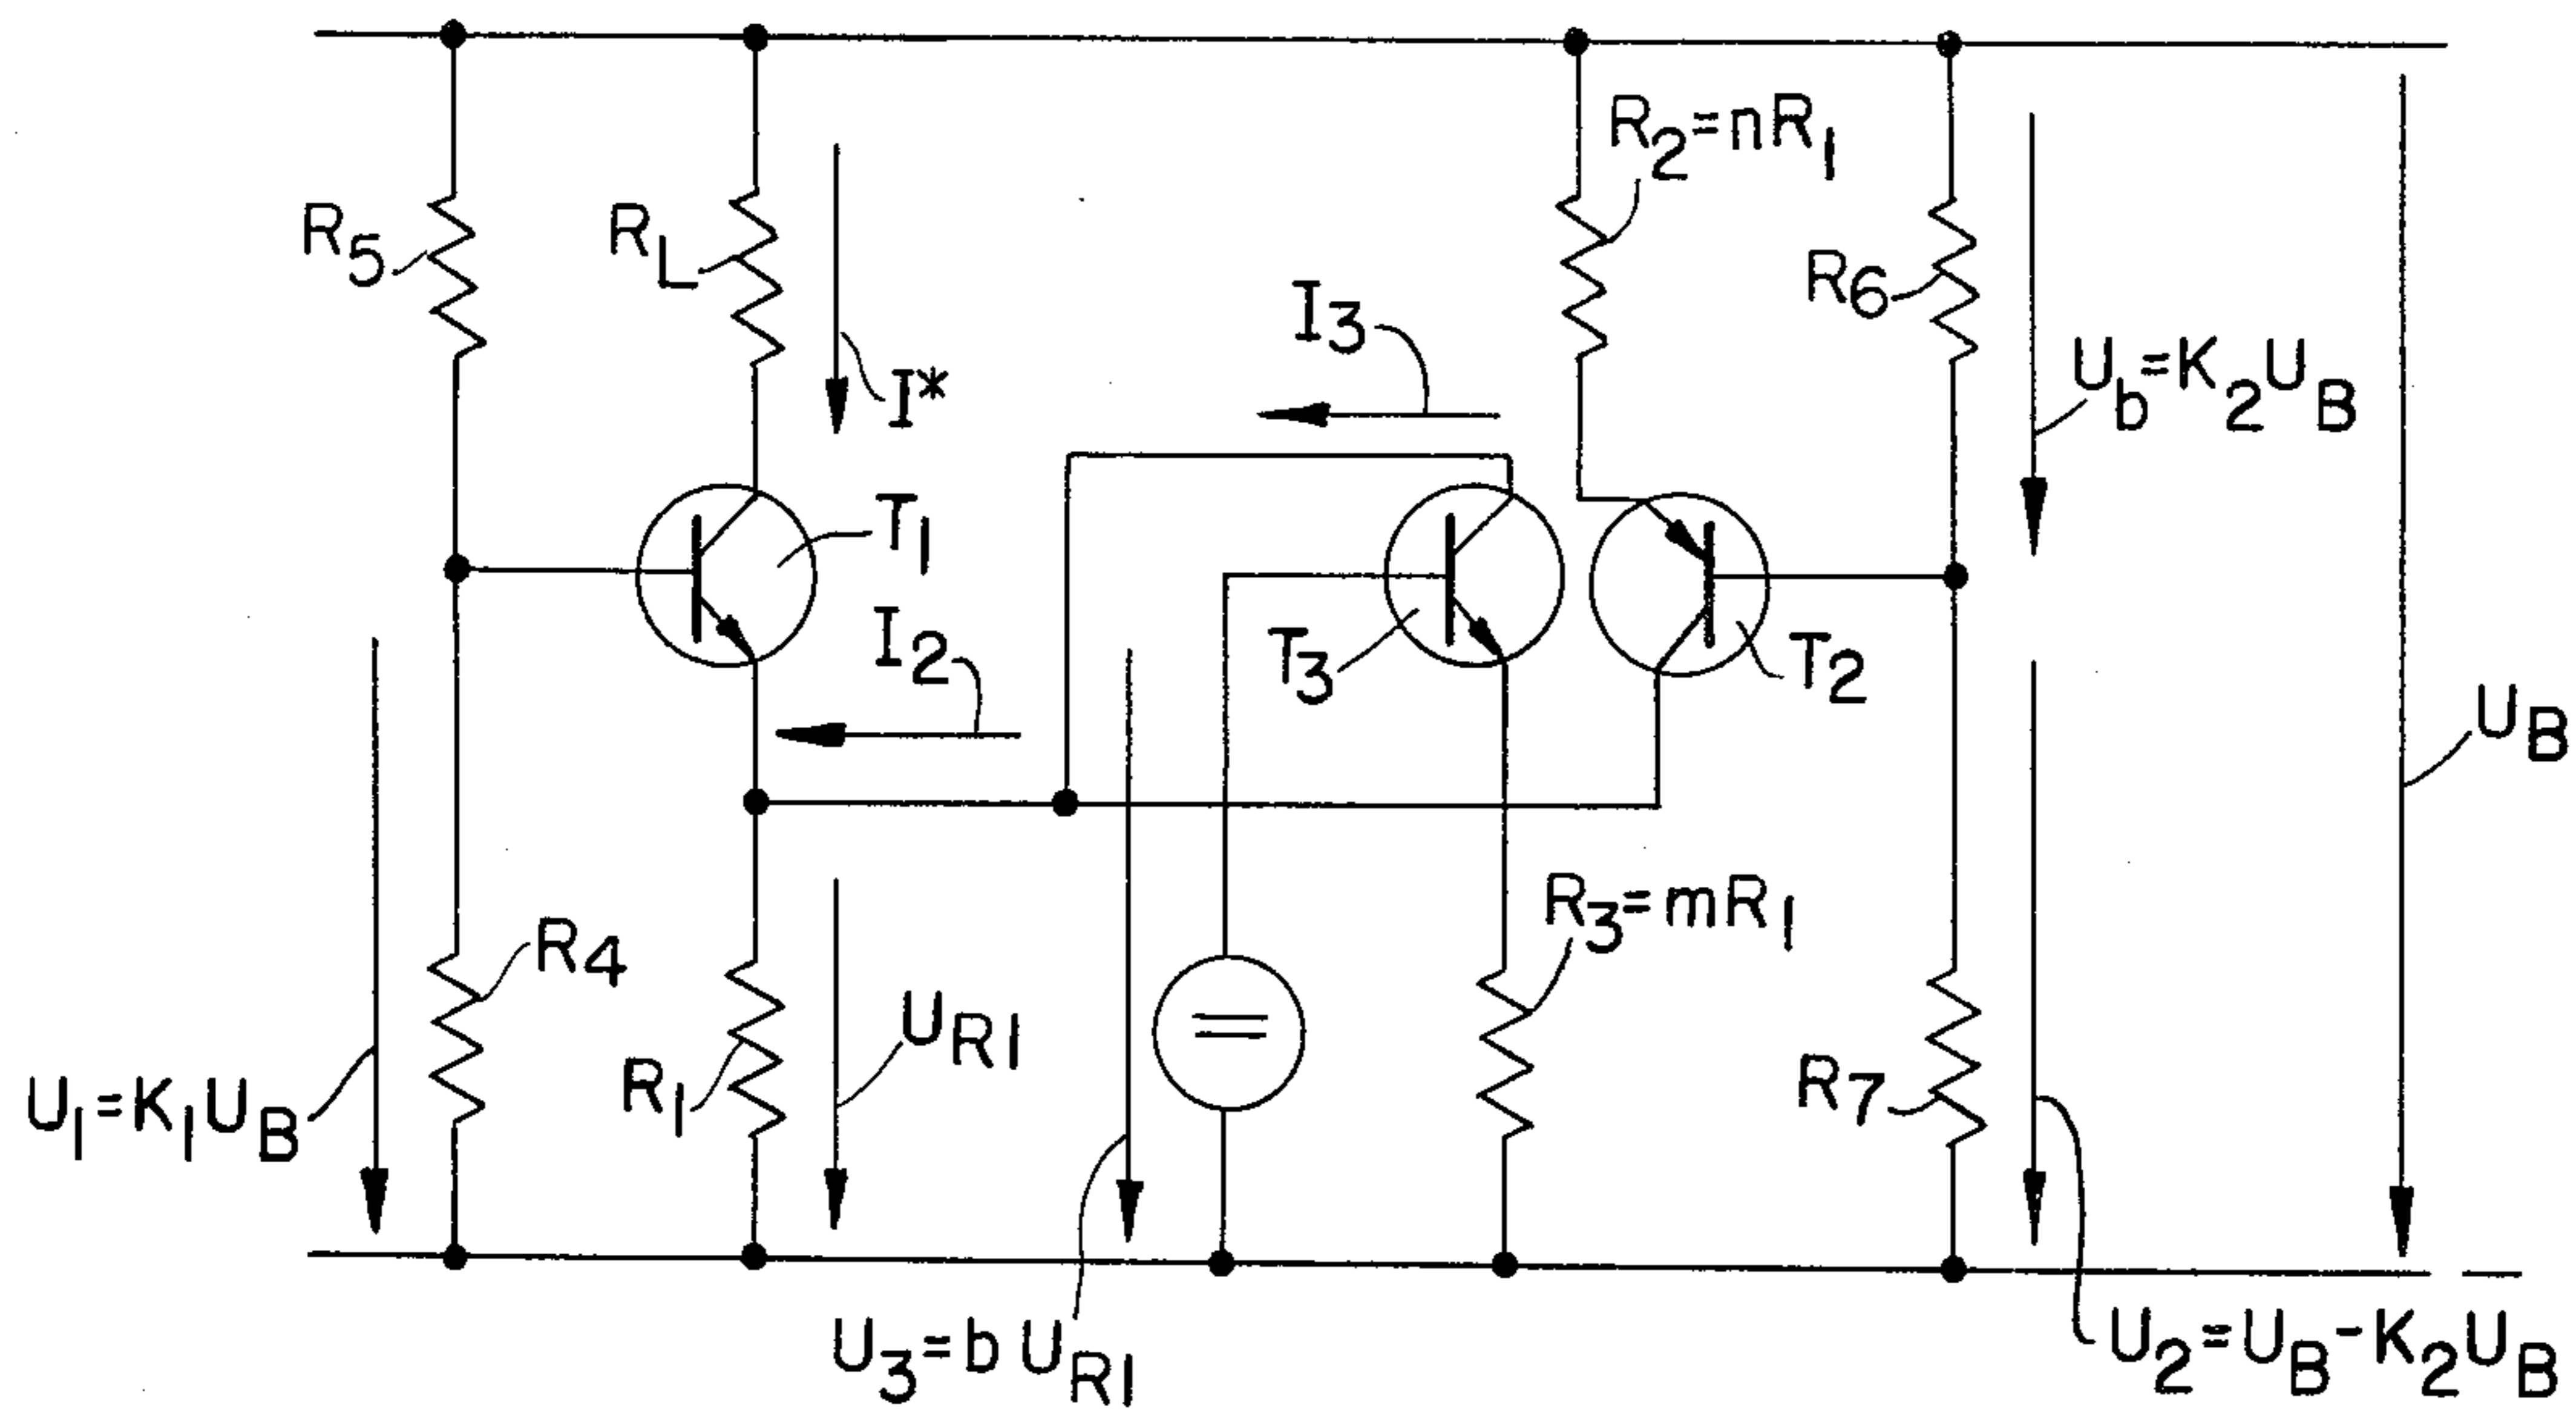 R2=nR1
R5
RL
R6
I3
I*
Ub=K2UB
T1
I2
T3
T2
UB
R3=mR1
R4
UR1
R1
R7
U1=K1UB
=
U3=b UR1
U2=UB-K2UB